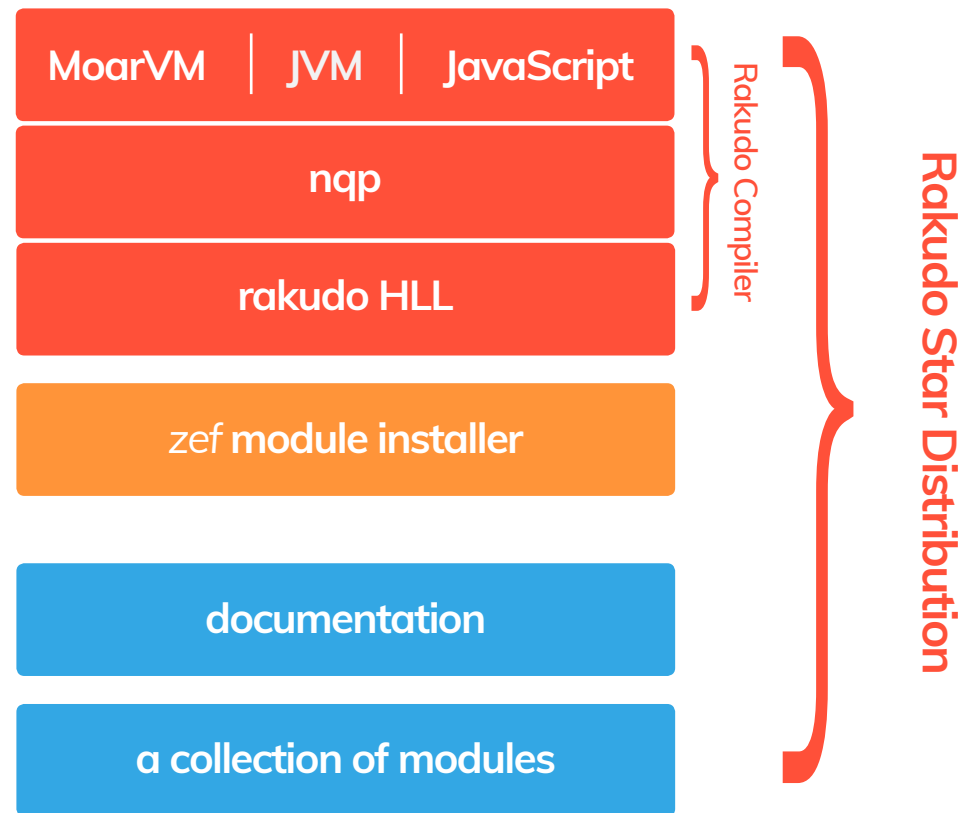 MoarVM | JVM | JavaScript
nqp
rakudo HLL
zef module installer
documentation
a collection of modules
Rakudo Compiler
Rakudo Star Distribution